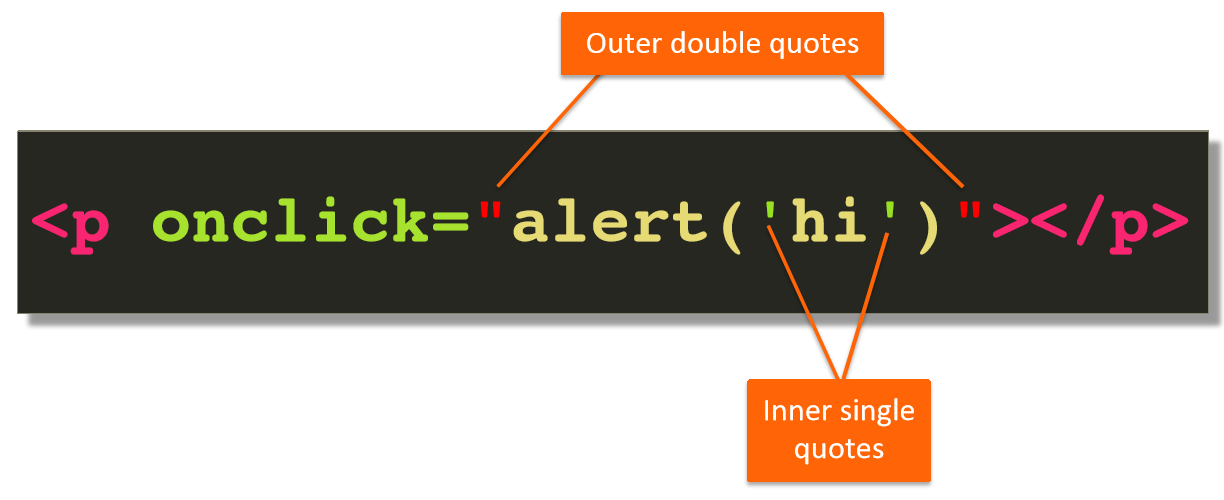 Outer double quotes
<p onclick="alert('hi')"></p>
Inner single
quotes